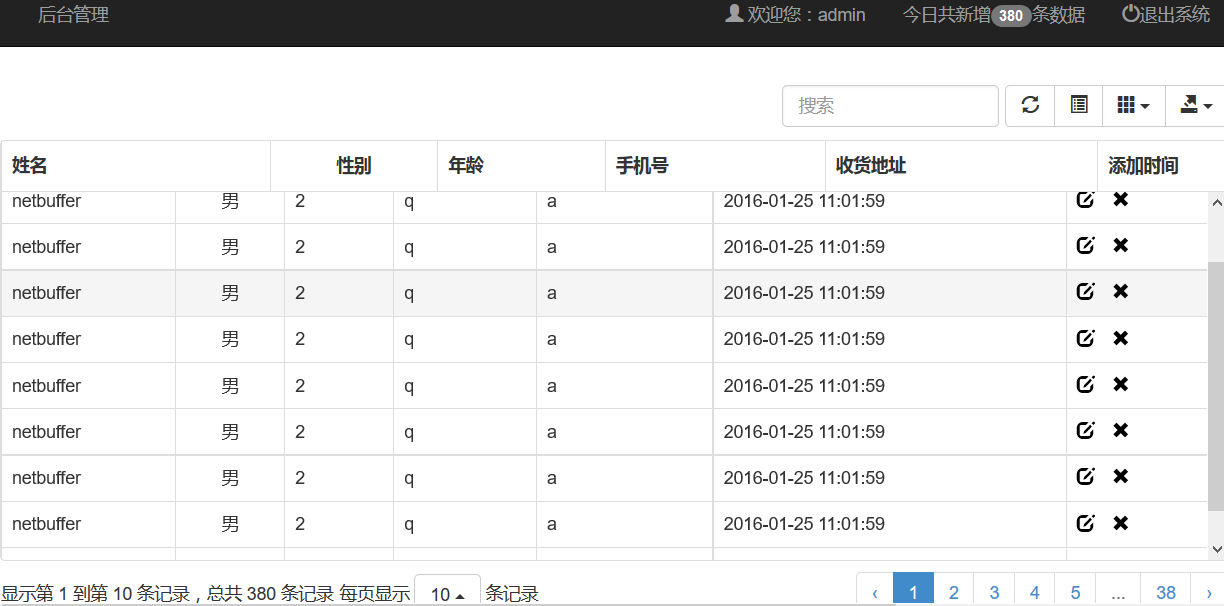 后台管理 欢迎您：admin 今日共新增380条数据 退出系统
搜索
姓名 性别 年龄 手机号 收货地址 添加时间
netbuffer 男 2 q a 2016-01-25 11:01:59
netbuffer 男 2 q a 2016-01-25 11:01:59
netbuffer 男 2 q a 2016-01-25 11:01:59
netbuffer 男 2 q a 2016-01-25 11:01:59
netbuffer 男 2 q a 2016-01-25 11:01:59
netbuffer 男 2 q a 2016-01-25 11:01:59
netbuffer 男 2 q a 2016-01-25 11:01:59
netbuffer 男 2 q a 2016-01-25 11:01:59
显示第 1 到第 10 条记录，总共 380 条记录 每页显示 10 条记录 ‹ 1 2 3 4 5 ... 38 ›